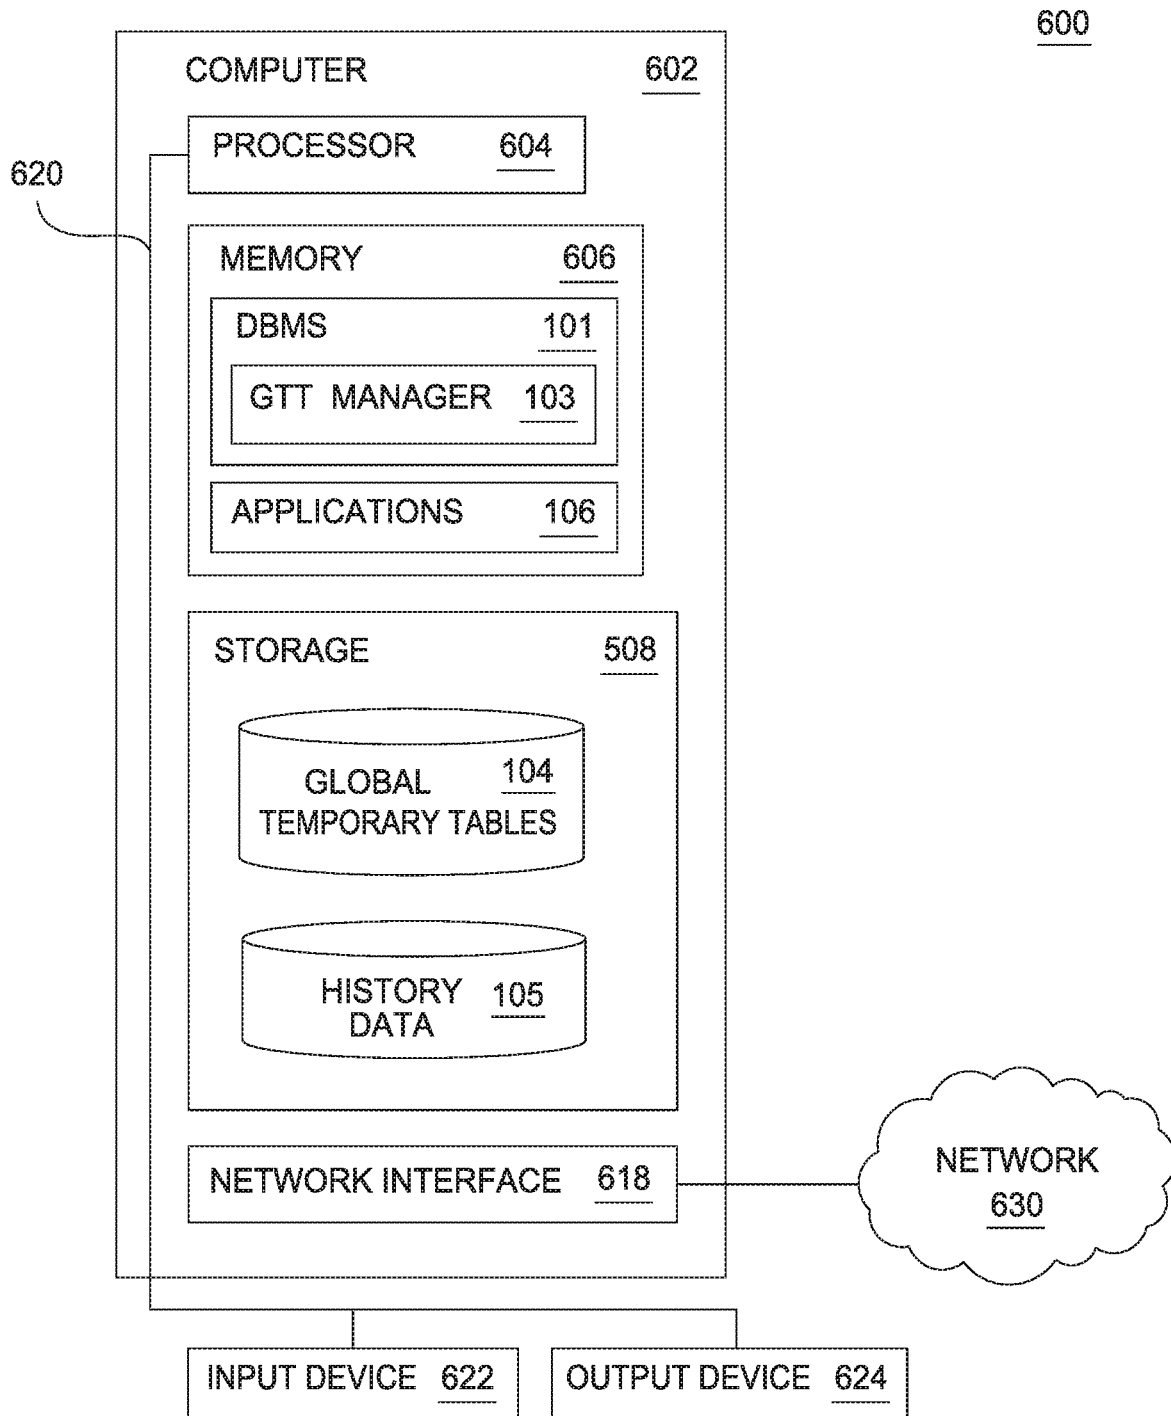 600
COMPUTER 602
PROCESSOR 604
620
MEMORY 606
DBMS 101
GTT MANAGER 103
APPLICATIONS 106
STORAGE 508
GLOBAL 104
TEMPORARY TABLES
HISTORY 105
DATA
NETWORK INTERFACE 618
NETWORK
630
INPUT DEVICE 622
OUTPUT DEVICE 624